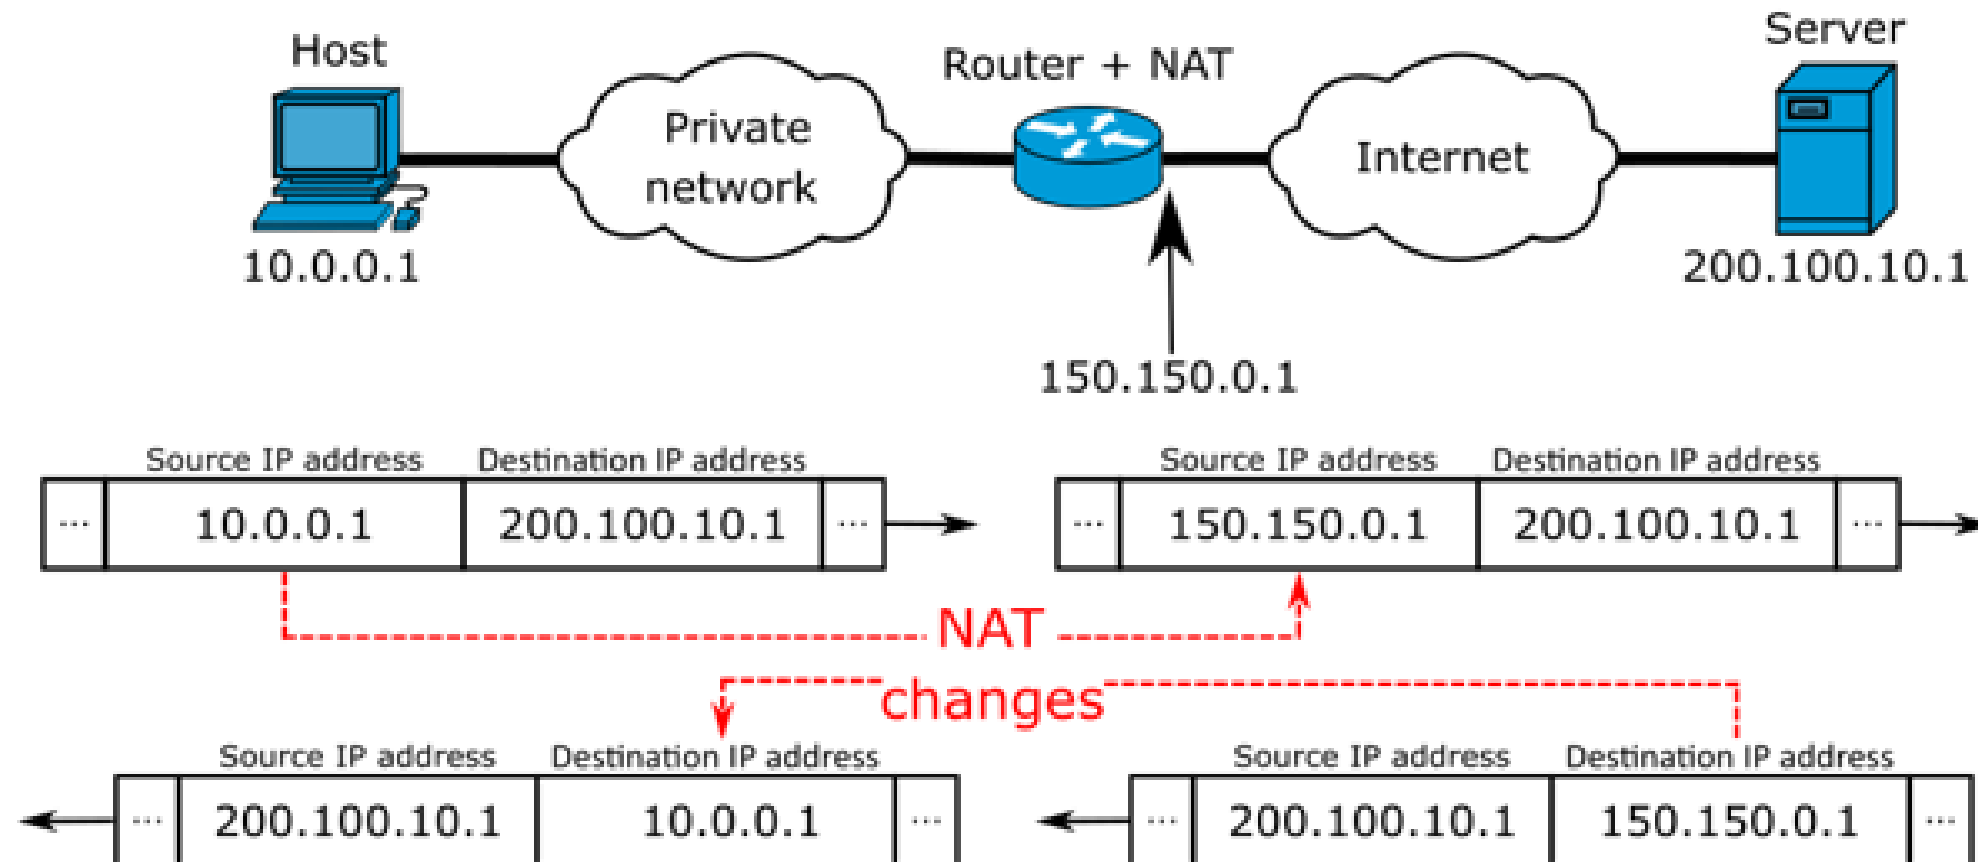 Host
Router + NAT
Server
Private
network
Internet
10.0.0.1
200.100.10.1
150.150.0.1
Source IP address Destination IP address
... 10.0.0.1 200.100.10.1 ...
Source IP address Destination IP address
... 150.150.0.1 200.100.10.1 ...
NAT
changes
Source IP address Destination IP address
... 200.100.10.1 10.0.0.1 ...
Source IP address Destination IP address
... 200.100.10.1 150.150.0.1 ...